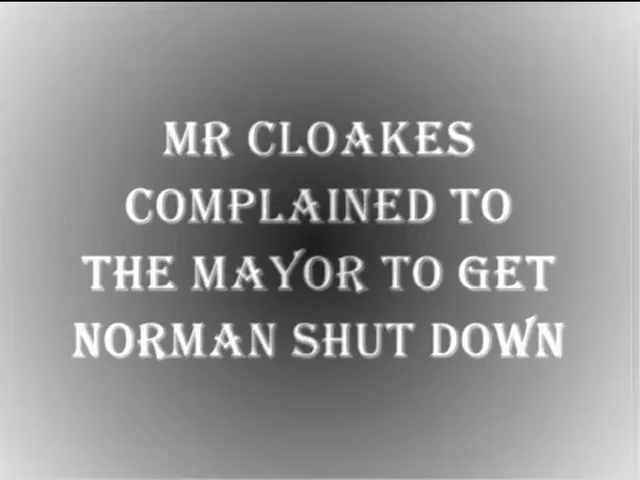 MR CLOAKES
COMPLAINED TO
THE MAYOR TO GET
NORMAN SHUT DOWN